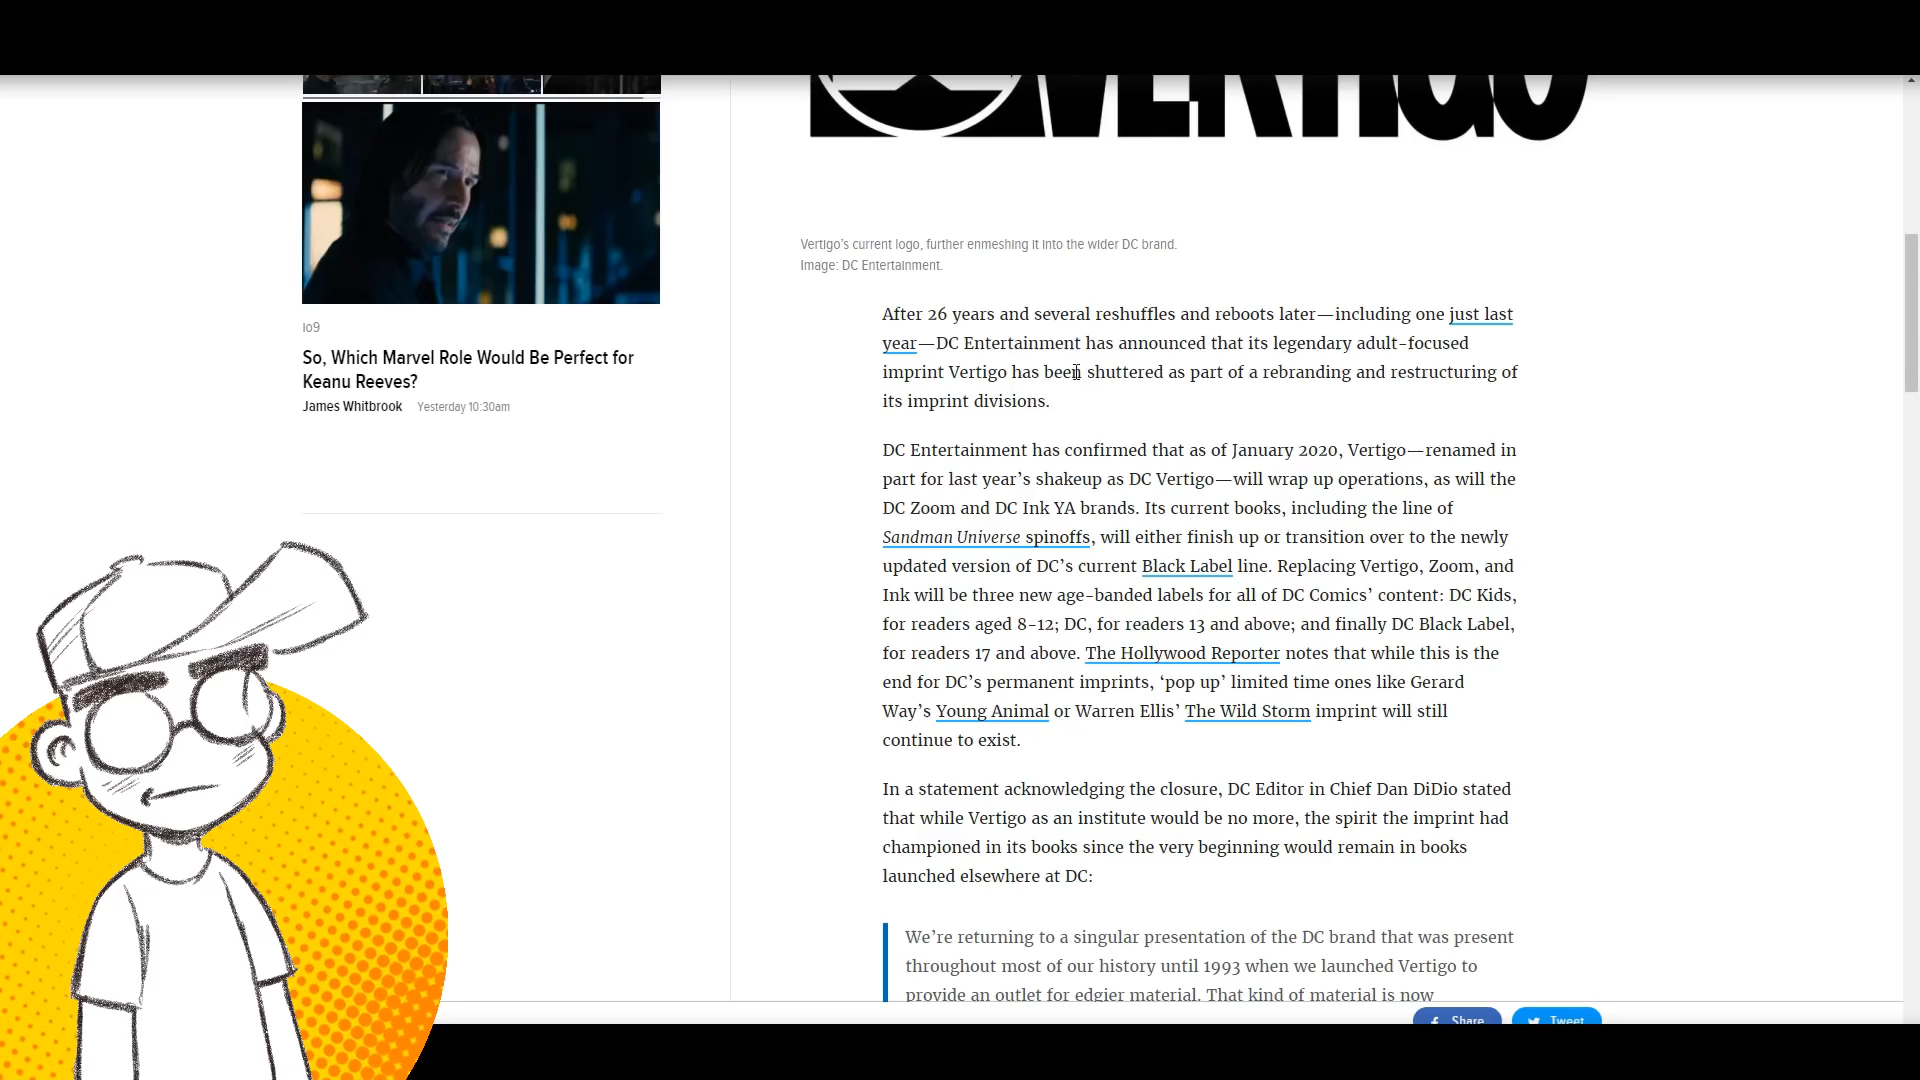 VERTIGO
Vertigo's current logo, further enmeshing it into the wider DC brand.
Image: DC Entertainment.
io9
So, Which Marvel Role Would Be Perfect for
Keanu Reeves?
James Whitbrook Yesterday 10:30am
After 26 years and several reshuffles and reboots later—including one just last
year—DC Entertainment has announced that its legendary adult-focused
imprint Vertigo has been shuttered as part of a rebranding and restructuring of
its imprint divisions.
DC Entertainment has confirmed that as of January 2020, Vertigo—renamed in
part for last year's shakeup as DC Vertigo—will wrap up operations, as will the
DC Zoom and DC Ink YA brands. Its current books, including the line of
Sandman Universe spinoffs, will either finish up or transition over to the newly
updated version of DC's current Black Label line. Replacing Vertigo, Zoom, and
Ink will be three new age-banded labels for all of DC Comics' content: DC Kids,
for readers aged 8-12; DC, for readers 13 and above; and finally DC Black Label,
for readers 17 and above. The Hollywood Reporter notes that while this is the
end for DC's permanent imprints, 'pop up' limited time ones like Gerard
Way's Young Animal or Warren Ellis' The Wild Storm imprint will still
continue to exist.
In a statement acknowledging the closure, DC Editor in Chief Dan DiDio stated
that while Vertigo as an institute would be no more, the spirit the imprint had
championed in its books since the very beginning would remain in books
launched elsewhere at DC:
We're returning to a singular presentation of the DC brand that was present
throughout most of our history until 1993 when we launched Vertigo to
provide an outlet for edgier material. That kind of material is now
Share Tweet